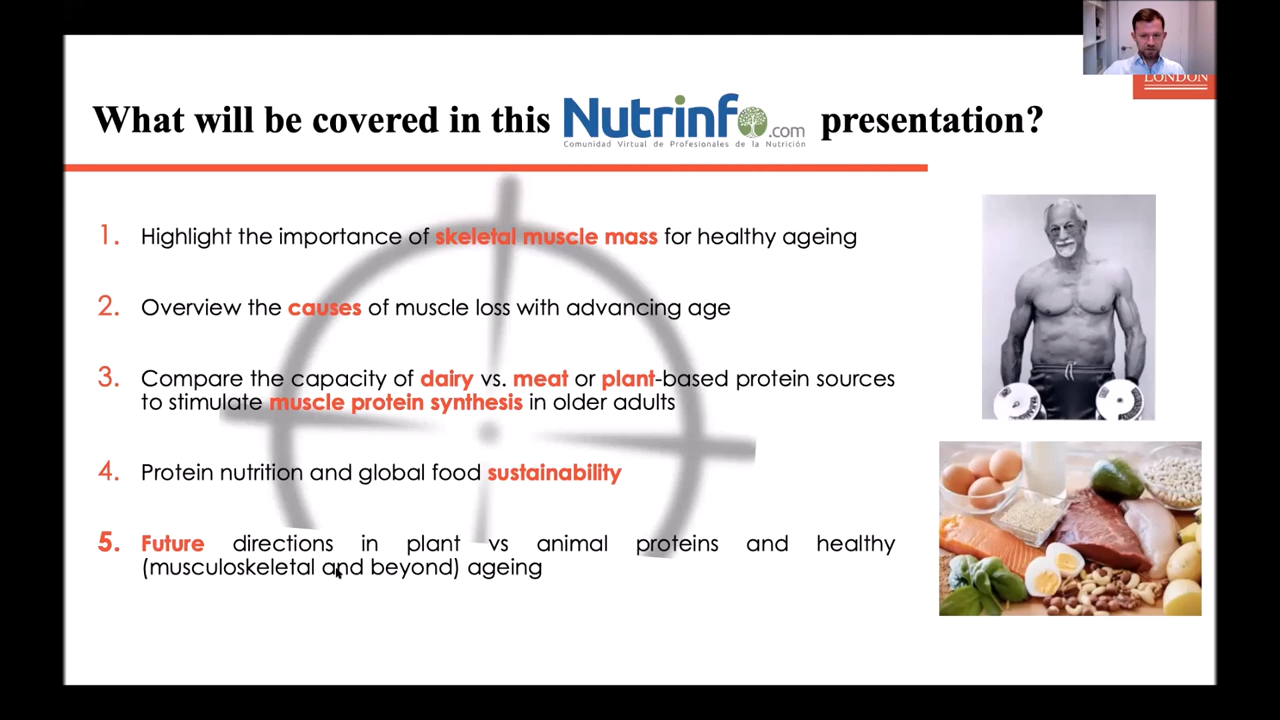 LONDON
What will be covered in this Nutrinfo.com presentation?
Comunidad Virtual de Profesionales de la Nutrición
1. Highlight the importance of skeletal muscle mass for healthy ageing
2. Overview the causes of muscle loss with advancing age
3. Compare the capacity of dairy vs. meat or plant-based protein sources
to stimulate muscle protein synthesis in older adults
4. Protein nutrition and global food sustainability
5. Future directions in plant vs animal proteins and healthy
(musculoskeletal and beyond) ageing